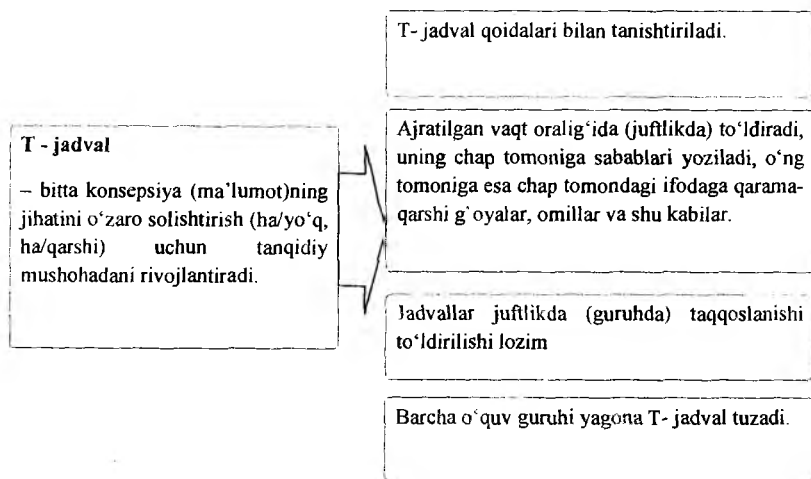 T- jadval qoidalari bilan tanishtiriladi.
T - jadval
– bitta konsepsiya (ma'lumot)ning
jihatini o'zaro solishtirish (ha/yo'q,
ha/qarshi) uchun tanqidiy
mushohadani rivojlantiradi.
Ajratilgan vaqt oralig‘ida (juftlikda) to‘ldiradi,
uning chap tomoniga sabablari yoziladi, o‘ng
tomoniga esa chap tomondagi ifodaga qarama-
qarshi g‘oyalar, omillar va shu kabilar.
Jadvallar juftlikda (guruhda) taqqoslanishi
to‘ldirilishi lozim
Barcha o‘quv guruhi yagona T- jadval tuzadi.